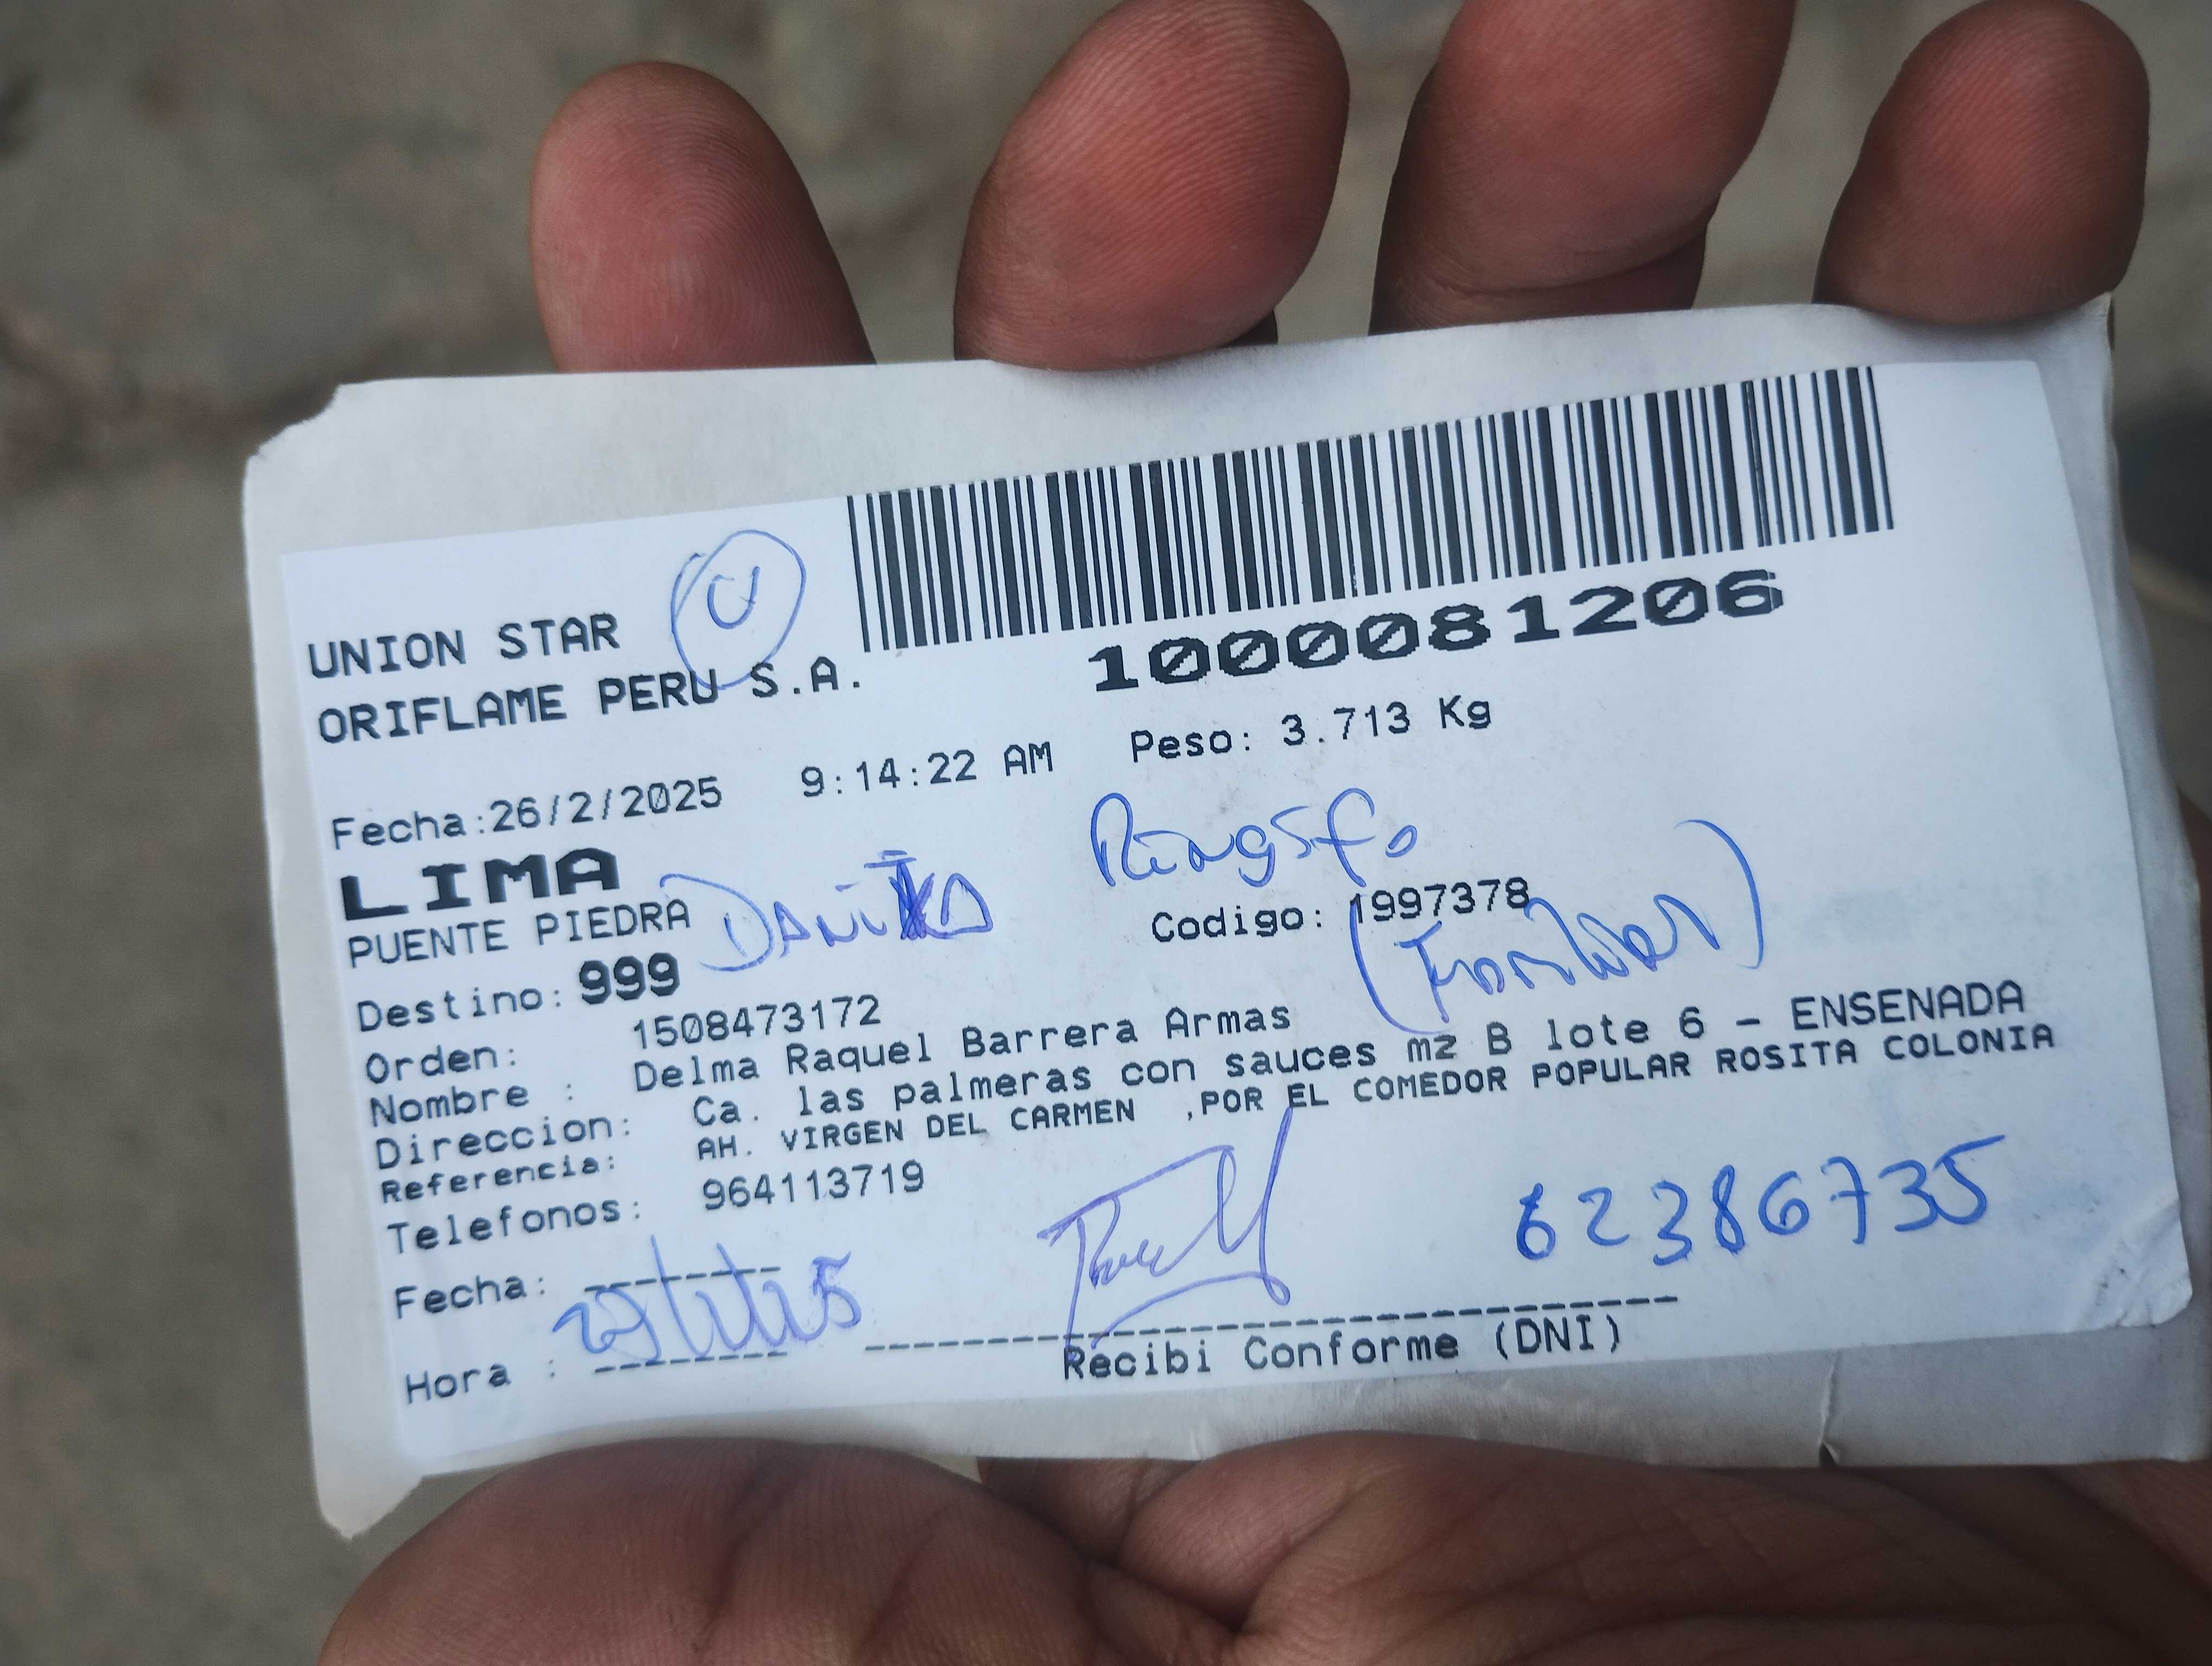 UNION STAR
U
ORIFLAME PERU S.A.
1000081206
Fecha:26/2/2025 9:14:22 AM Peso: 3.713 Kg
LIMA
Rengifo
PUENTE PIEDRA
Codigo: 1997378
(Familiar)
Destino: 999
Orden: 1508473172
Nombre : Delma Raquel Barrera Armas
Direccion: Ca. las palmeras con sauces mz B lote 6 - ENSENADA
Referencia: AH. VIRGEN DEL CARMEN ,POR EL COMEDOR POPULAR ROSITA COLONIA
Telefonos: 964113719
62386735
Fecha:
Hora :
Recibi Conforme (DNI)